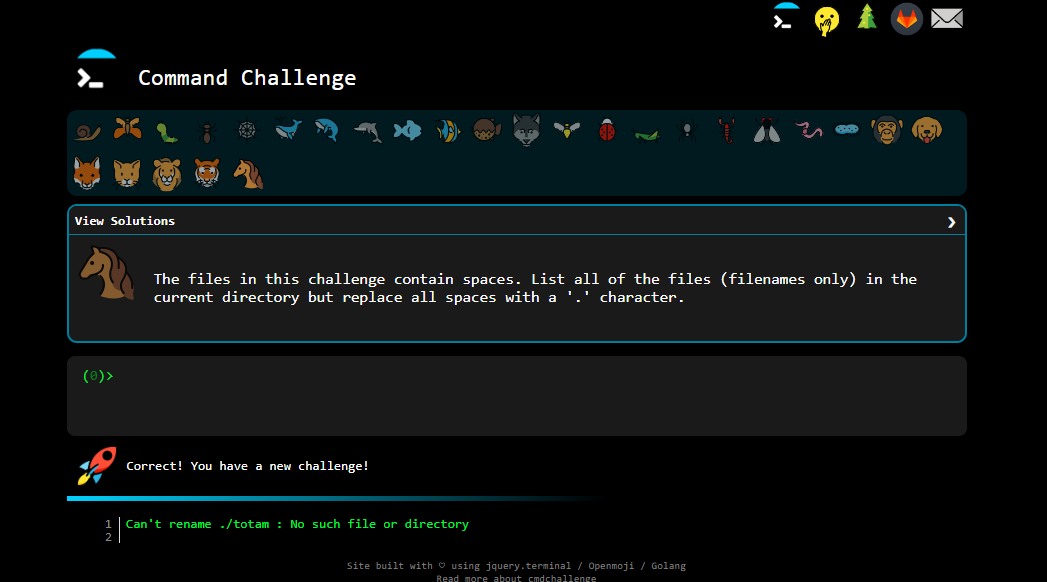 Command Challenge
View Solutions
The files in this challenge contain spaces. List all of the files (filenames only) in the
current directory but replace all spaces with a '.' character.
(0)>
Correct! You have a new challenge!
1 Can't rename ./totam : No such file or directory
2
Site built with ♡ using jquery.terminal / Openmoji / Golang
Read more about cmdchallenge